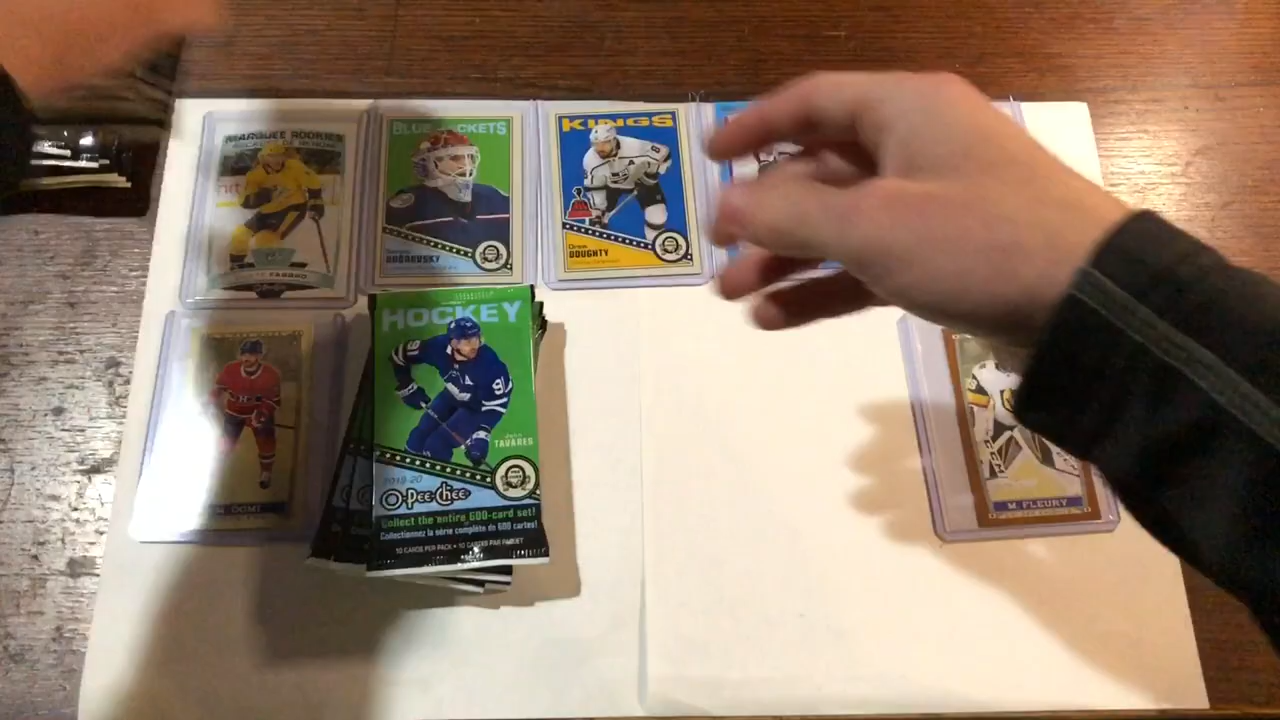 MARQUEE ROOKIES
BLUE JACKETS
BOBROVSKY
KINGS
Drew
DOUGHTY
DOMI
HOCKEY
91
91
John
TAVARES
2019-20
O-Pee-Chee
Collect the entire 600-card set!
Collectionnez la série complète de 600 cartes!
10 CARDS PER PACK • 10 CARTES PAR PAQUET
M. FLEURY